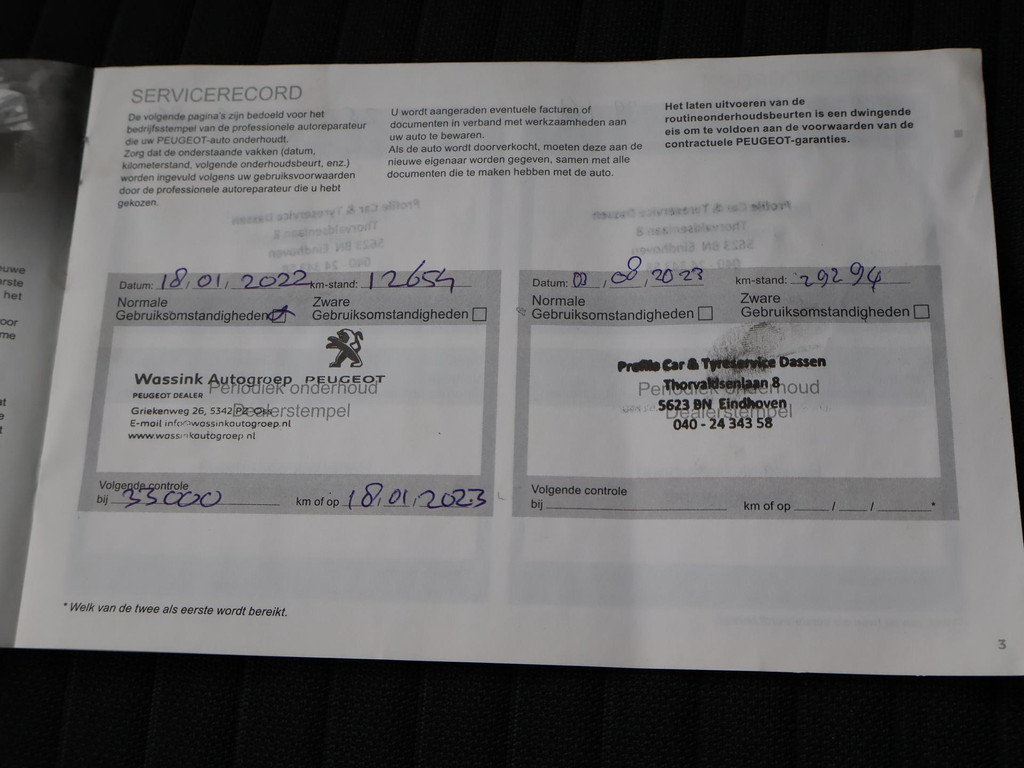 SERVICERECORD
De volgende pagina's zijn bedoeld voor het
bedrijfsstempel van de professionele autoreparateur
die uw PEUGEOT-auto onderhoudt.
Zorg dat de onderstaande vakken (datum,
kilometerstand, volgende onderhoudsbeurt, enz.)
worden ingevuld volgens uw gebruiksvoorwaarden
door de professionele autoreparateur die u hebt
gekozen.
U wordt aangeraden eventuele facturen of
documenten in verband met werkzaamheden aan
uw auto te bewaren.
Als de auto wordt doorverkocht, moeten deze aan de
nieuwe eigenaar worden gegeven, samen met alle
documenten die te maken hebben met de auto.
Het laten uitvoeren van de
routineonderhoudsbeurten is een dwingende
eis om te voldoen aan de voorwaarden van de
contractuele PEUGEOT-garanties.
Datum: 18,01,2022 km-stand: 12654
Normale
Gebruiksomstandigheden
Zware
Gebruiksomstandigheden
Wassink Autogroep PEUGEOT
PEUGEOT DEALER
Periodiek onderhoud
Griekenweg 26, 5342
Dealerstempel
E-mail info@wassinkautogroep.nl
www.wassinkautogroep.nl
Volgende controle
bij 33000 km of op 18,01,2023
Datum: 08,2023 km-stand: 29294
Normale
Gebruiksomstandigheden
Zware
Gebruiksomstandigheden
Profile Car & Tyreservice Dassen
Thorvaldsenlaan 8
Periodiek onderhoud
5623 BN Eindhoven
Dealerstempel
040 - 24 343 58
Volgende controle
bij km of op / / *
* Welk van de twee als eerste wordt bereikt.
3